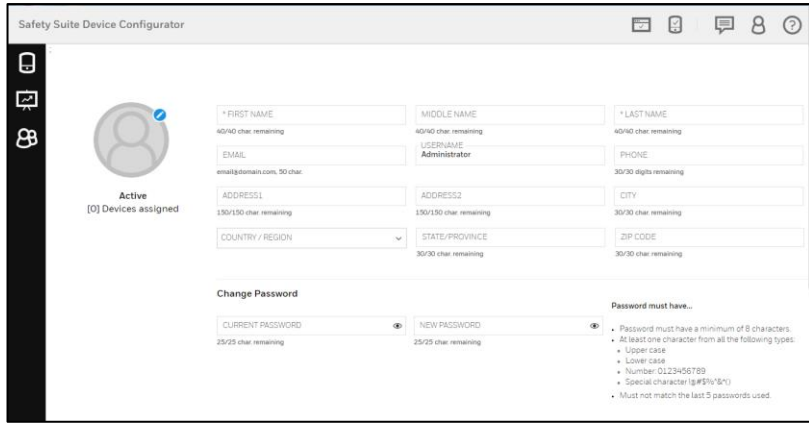 Safety Suite Device Configurator
* FIRST NAME
MIDDLE NAME
* LAST NAME
40/40 char. remaining
40/40 char. remaining
40/40 char. remaining
EMAIL
USERNAME
Administrator
PHONE
email@domain.com, 50 char.
30/30 digits remaining
Active
[0] Devices assigned
ADDRESS1
ADDRESS2
CITY
150/150 char. remaining
150/150 char. remaining
30/30 char. remaining
COUNTRY / REGION
STATE/PROVINCE
ZIP CODE
30/30 char. remaining
30/30 char. remaining
Change Password
CURRENT PASSWORD
NEW PASSWORD
25/25 char. remaining
25/25 char. remaining
Password must have...
• Password must have a minimum of 8 characters.
• At least one character from all the following types:
• Upper case
• Lower case
• Number: 0123456789
• Special character !@#$%^&*()
• Must not match the last 5 passwords used.